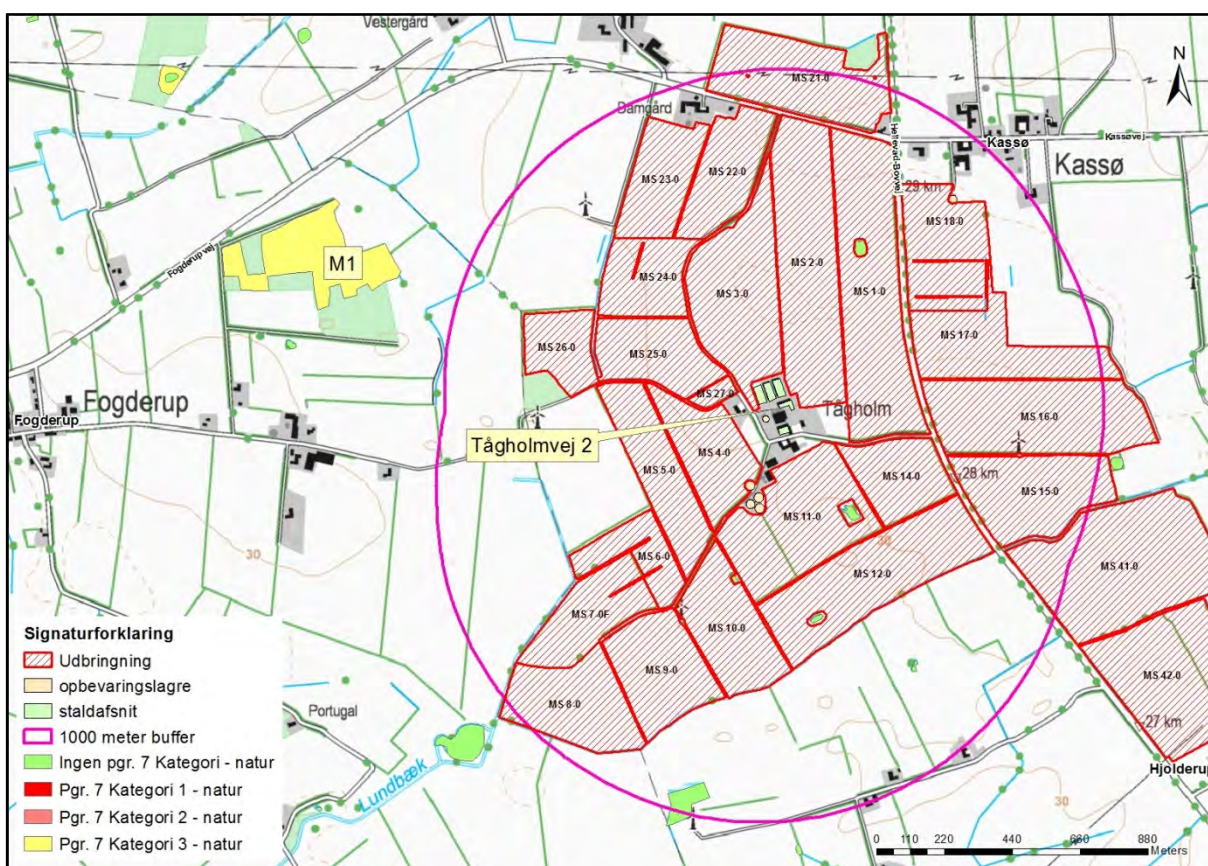 Vestergård
N
MS 21-0
Damgård
Hellevad-Bovvej
Kassø
Kassøvej
Kassø
MS 23-0
MS 22-0
29 km
MS 18-0
Fogderup vej
M1
MS 2-0
MS 24-0
MS 3-0
MS 1-0
MS 17-0
MS 26-0
MS 25-0
MS 27-0
Fogderup
Fogderup
Tågholm
MS 16-0
Tågholmvej 2
MS 4-0
MS 5-0
MS 14-0
28 km
MS 15-0
MS 11-0
30
30
MS 6-0
MS 12-0
MS 41-0
MS 7-0F
MS 10-0
MS 9-0
MS 8-0
MS 42-0
Portugal
27 km
Lundbæk
Hjolderup
30
Signaturforklaring
Udbringning
opbevaringslagre
staldafsnit
1000 meter buffer
Ingen pgr. 7 Kategori - natur
Pgr. 7 Kategori 1 - natur
Pgr. 7 Kategori 2 - natur
Pgr. 7 Kategori 3 - natur
0 110 220 440 660 880
Meters